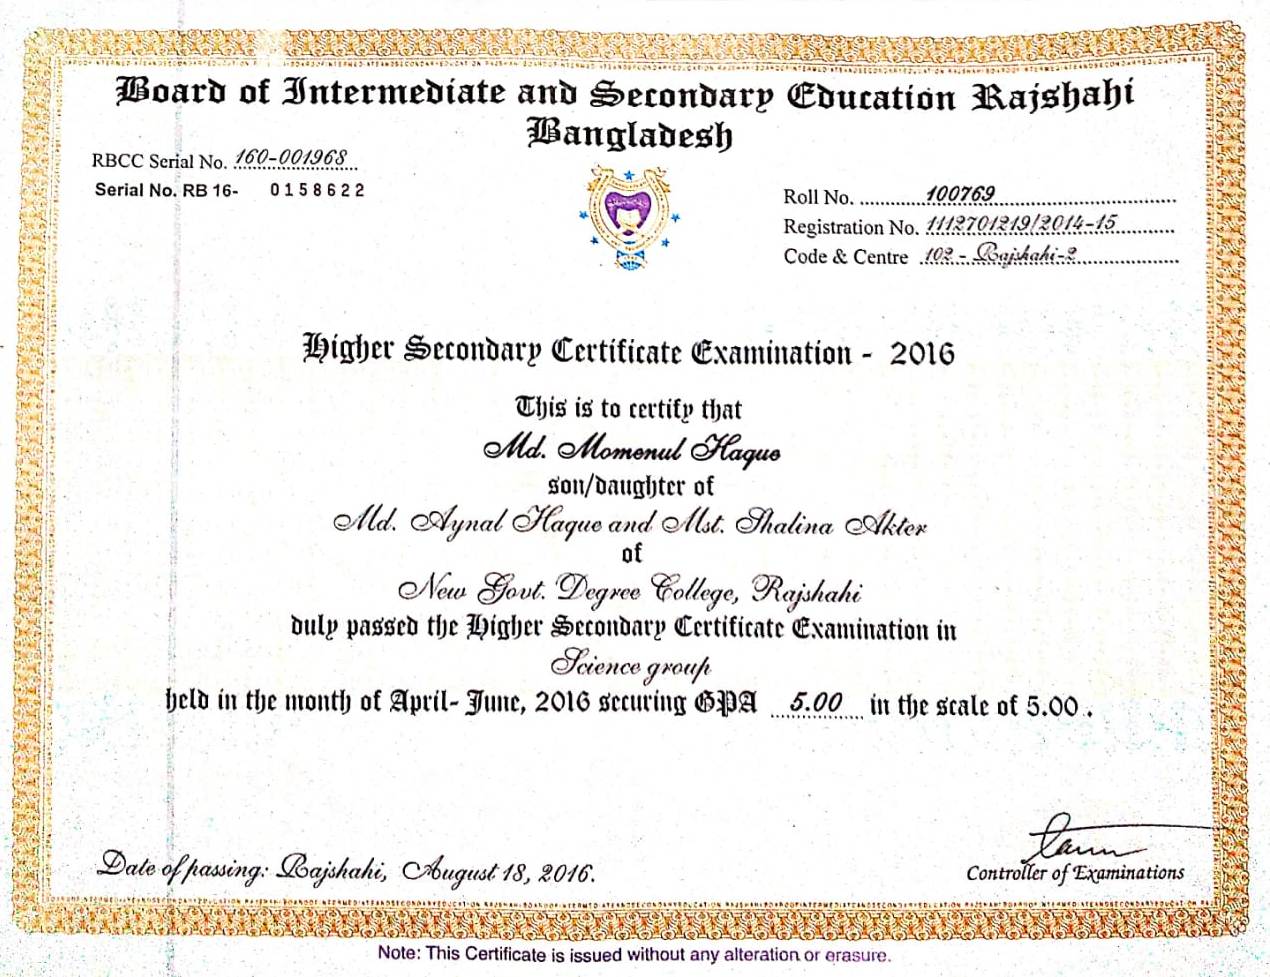 Board of Intermediate and Secondary Education Rajshahi
Bangladesh
RBCC Serial No. 160-001968
Serial No. RB 16- 0158622
Roll No. 100769
Registration No. 1112701219/2014-15
Code & Centre 102 - Rajshahi-2
Higher Secondary Certificate Examination - 2016
This is to certify that
Md. Momenul Haque
son/daughter of
Md. Aynal Haque and Mst. Shalina Akter
of
New Govt. Degree College, Rajshahi
duly passed the Higher Secondary Certificate Examination in
Science group
held in the month of April- June, 2016 securing GPA 5.00 in the scale of 5.00 .
Date of passing: Rajshahi, August 18, 2016.
Controller of Examinations
Note: This Certificate is issued without any alteration or erasure.